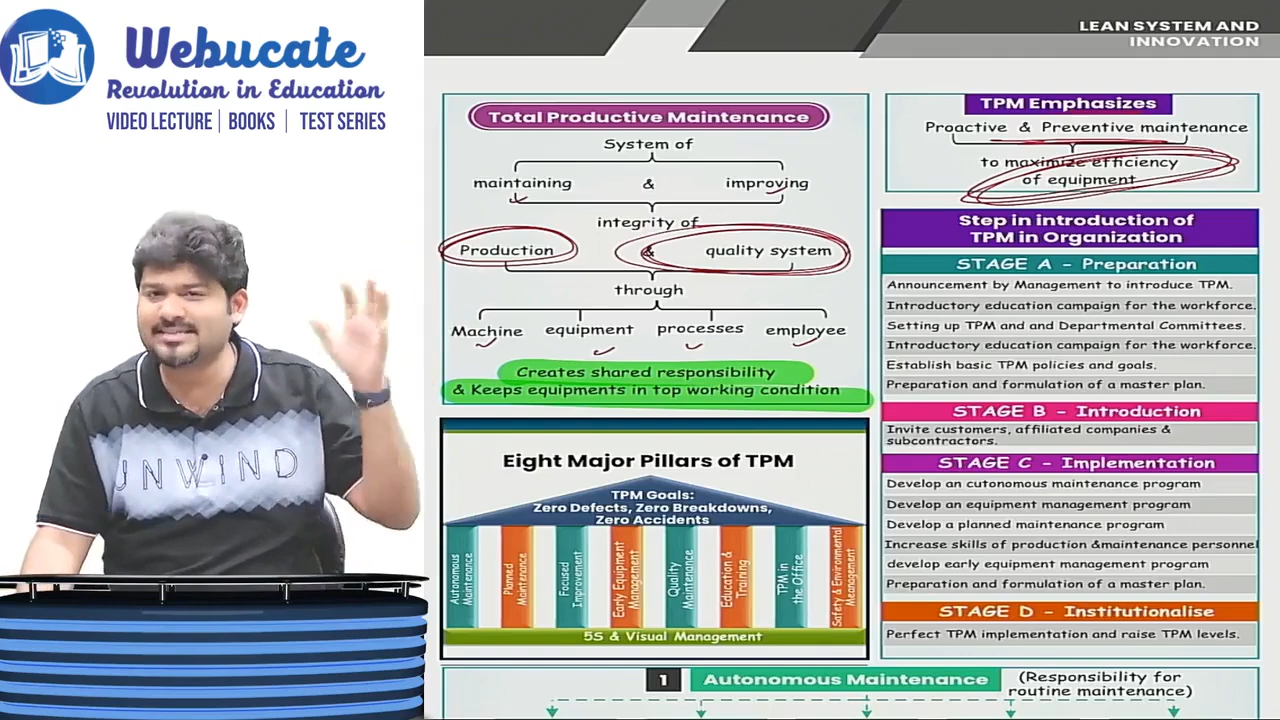 Webucate
Revolution in Education
VIDEO LECTURE | BOOKS | TEST SERIES
UNWIND
LEAN SYSTEM AND
INNOVATION
Total Productive Maintenance
System of
maintaining & improving
integrity of
Production & quality system
through
Machine equipment processes employee
Creates shared responsibility
& Keeps equipments in top working condition
Eight Major Pillars of TPM
TPM Goals:
Zero Defects, Zero Breakdowns,
Zero Accidents
Autonomous
Maintenance
Planned
Maintenance
Focused
Improvement
Early Equipment
Management
Quality
Maintenance
Education &
Training
TPM in
the Office
Safety & Environmental
Meanagement
5S & Visual Management
TPM Emphasizes
Proactive & Preventive maintenance
to maximize efficiency
of equipment
Step in introduction of
TPM in Organization
STAGE A - Preparation
Announcement by Management to introduce TPM.
Introductory education campaign for the workforce.
Setting up TPM and and Departmental Committees.
Introductory education campaign for the workforce.
Establish basic TPM policies and goals.
Preparation and formulation of a master plan.
STAGE B - Introduction
Invite customers, affiliated companies &
subcontractors.
STAGE C - Implementation
Develop an cutonomous maintenance program
Develop an equipment management program
Develop a planned maintenance program
Increase skills of production &maintenance personnel
develop early equipment management program
Preparation and formulation of a master plan.
STAGE D - Institutionalise
Perfect TPM implementation and raise TPM levels.
1 Autonomous Maintenance (Responsibility for
routine maintenance)